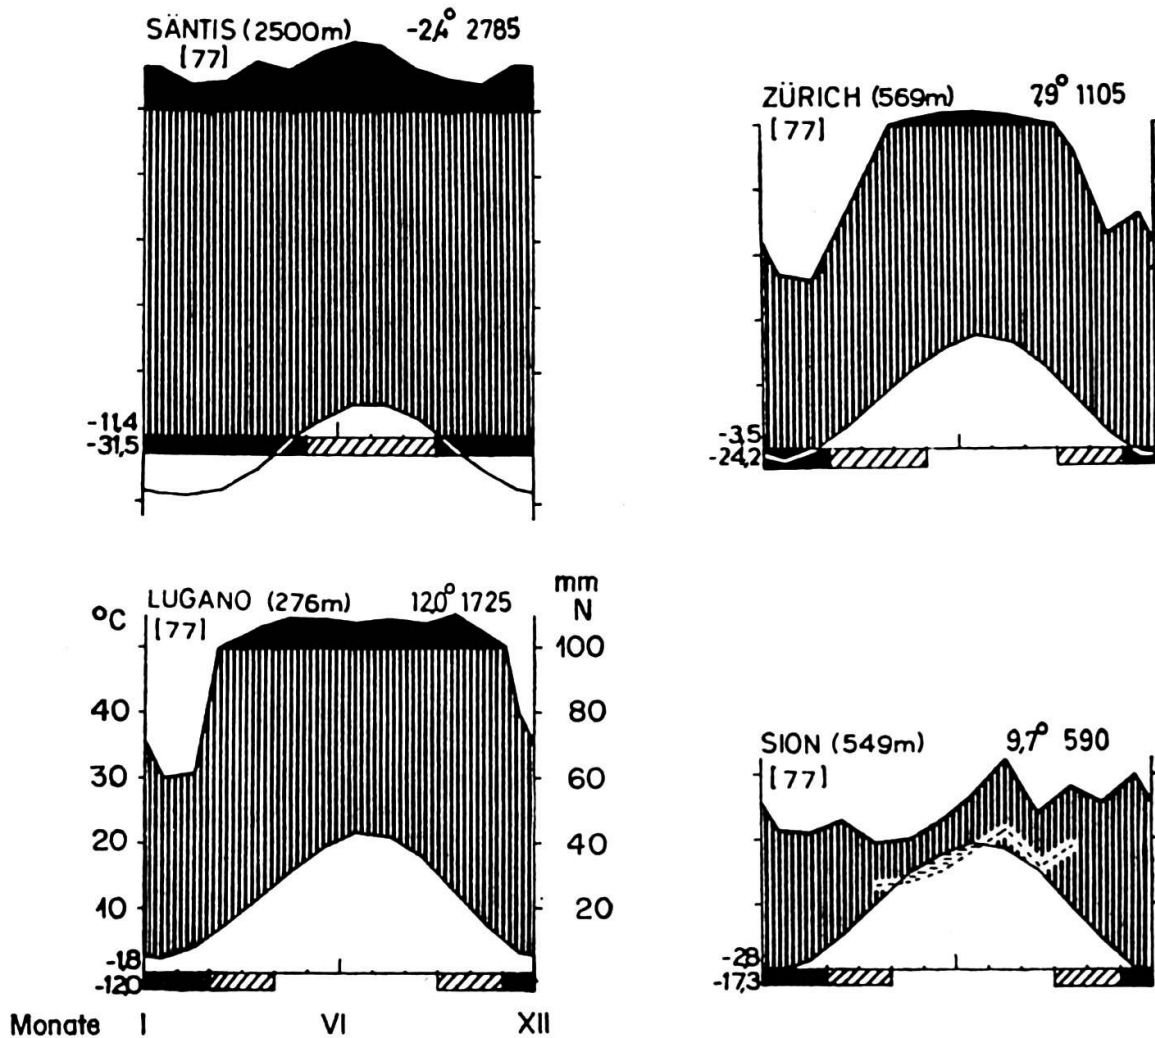 SÄNTIS (2500m) -2,4° 2785
[77]
-11,4
-31,5
ZÜRICH (569m) 7,9° 1105
[77]
-3,5
-24,2
LUGANO (276m) 12,0° 1725
[77]
°C
mm
N
100
40 80
30 60
20 40
10 20
-1,8
-12,0
Monate I VI XII
SION (549m) 9,7° 590
[77]
-2,8
-17,3